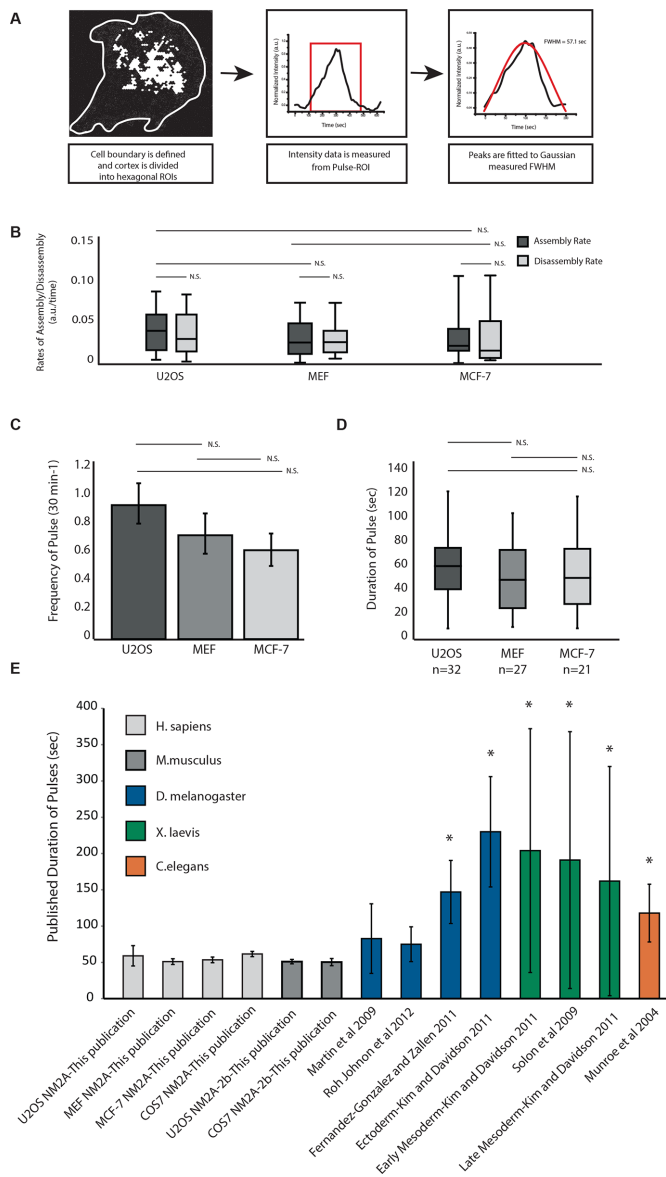 A
Normalized Intensity (a.u.)
Time (sec)
FWHM = 57.1 sec
Normalized Intensity (a.u.)
Time (sec)
Cell boundary is defined
and cortex is divided
into hexagonal ROIs
Intensity data is measured
from Pulse-ROI
Peaks are fitted to Gaussian
measured FWHM
B
Rates of Assembly/Disassembly
(a.u./time)
0.15
0.10
0.05
0
N.S.
N.S.
N.S.
N.S.
N.S.
N.S.
Assembly Rate
Disassembly Rate
U2OS
MEF
MCF-7
C
Frequency of Pulse (30 min-1)
1.2
1.0
0.8
0.6
0.4
0.2
0
N.S.
N.S.
N.S.
U2OS
MEF
MCF-7
D
Duration of Pulse (sec)
140
120
100
80
60
40
20
0
N.S.
N.S.
N.S.
U2OS
MEF
MCF-7
n=32
n=27
n=21
E
Published Duration of Pulses (sec)
400
350
300
250
200
150
100
50
0
H. sapiens
M.musculus
D. melanogaster
X. laevis
C.elegans
*
*
*
*
*
*
U2OS NM2A-This publication
MEF NM2A-This publication
MCF-7 NM2A-This publication
COS7 NM2A-This publication
U2OS NM2A-2b-This publication
COS7 NM2A-2b-This publication
Martin et al 2009
Roh Johnon et al 2012
Fernandez-Gonzalez and Zallen 2011
Ectoderm-Kim and Davidson 2011
Early Mesoderm-Kim and Davidson 2011
Solon et al 2009
Late Mesoderm-Kim and Davidson 2011
Munroe et al 2004